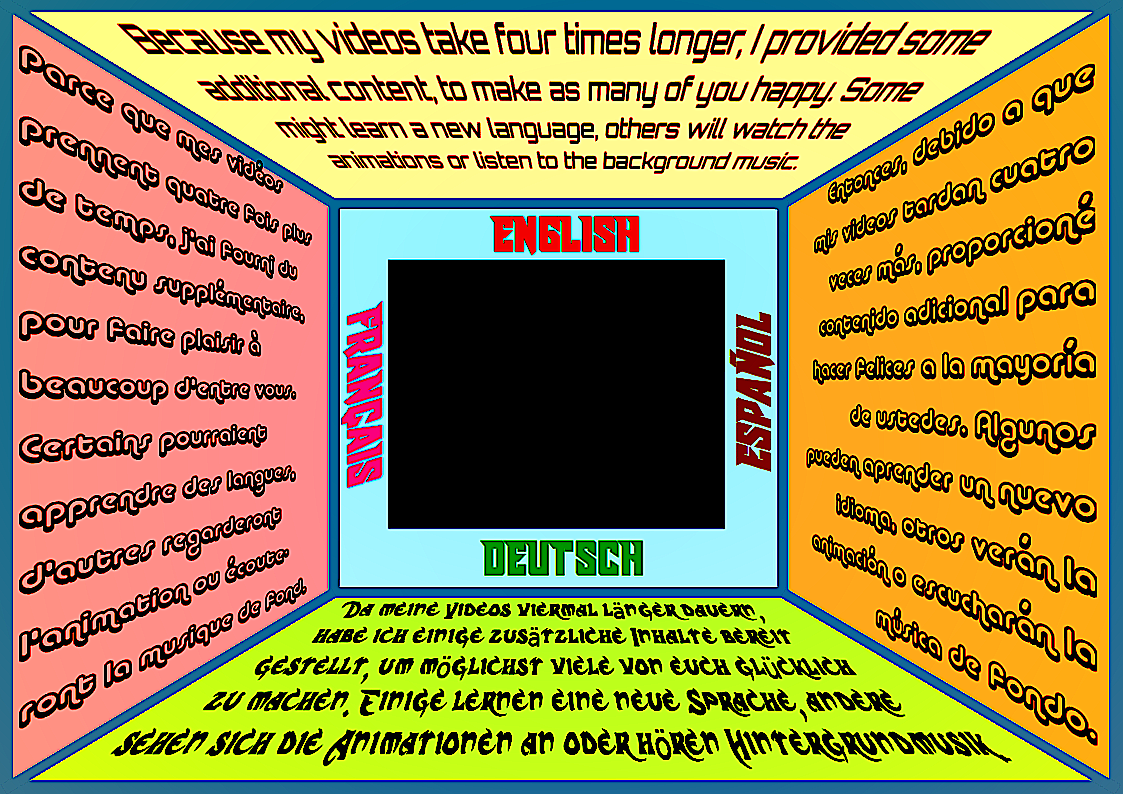 Because my videos take four times longer, I provided some
additional content, to make as many of you happy. Some
might learn a new language, others will watch the
animations or listen to the background music.
Parce que mes vidéos
prennent quatre fois plus
de temps, j'ai fourni du
contenu supplémentaire,
pour faire plaisir à
beaucoup d'entre vous.
Certains pourraient
apprendre des langues,
d'autres regarderont
l'animation ou écoute-
ront la musique de fond.
ENGLISH
FRANÇAIS
ESPAÑOL
DEUTSCH
Entonces, debido a que
mis videos tardan cuatro
veces más, proporcioné
contenido adicional para
hacer felices a la mayoría
de ustedes. Algunos
pueden aprender un nuevo
idioma, otros verán la
animación o escucharán la
música de fondo.
Da meine Videos viermal länger dauern,
habe ich einige zusätzliche Inhalte bereit
gestellt, um möglichst viele von euch glücklich
zu machen. Einige lernen eine neue Sprache, andere
sehen sich die Animationen an oder hören Hintergrundmusik.